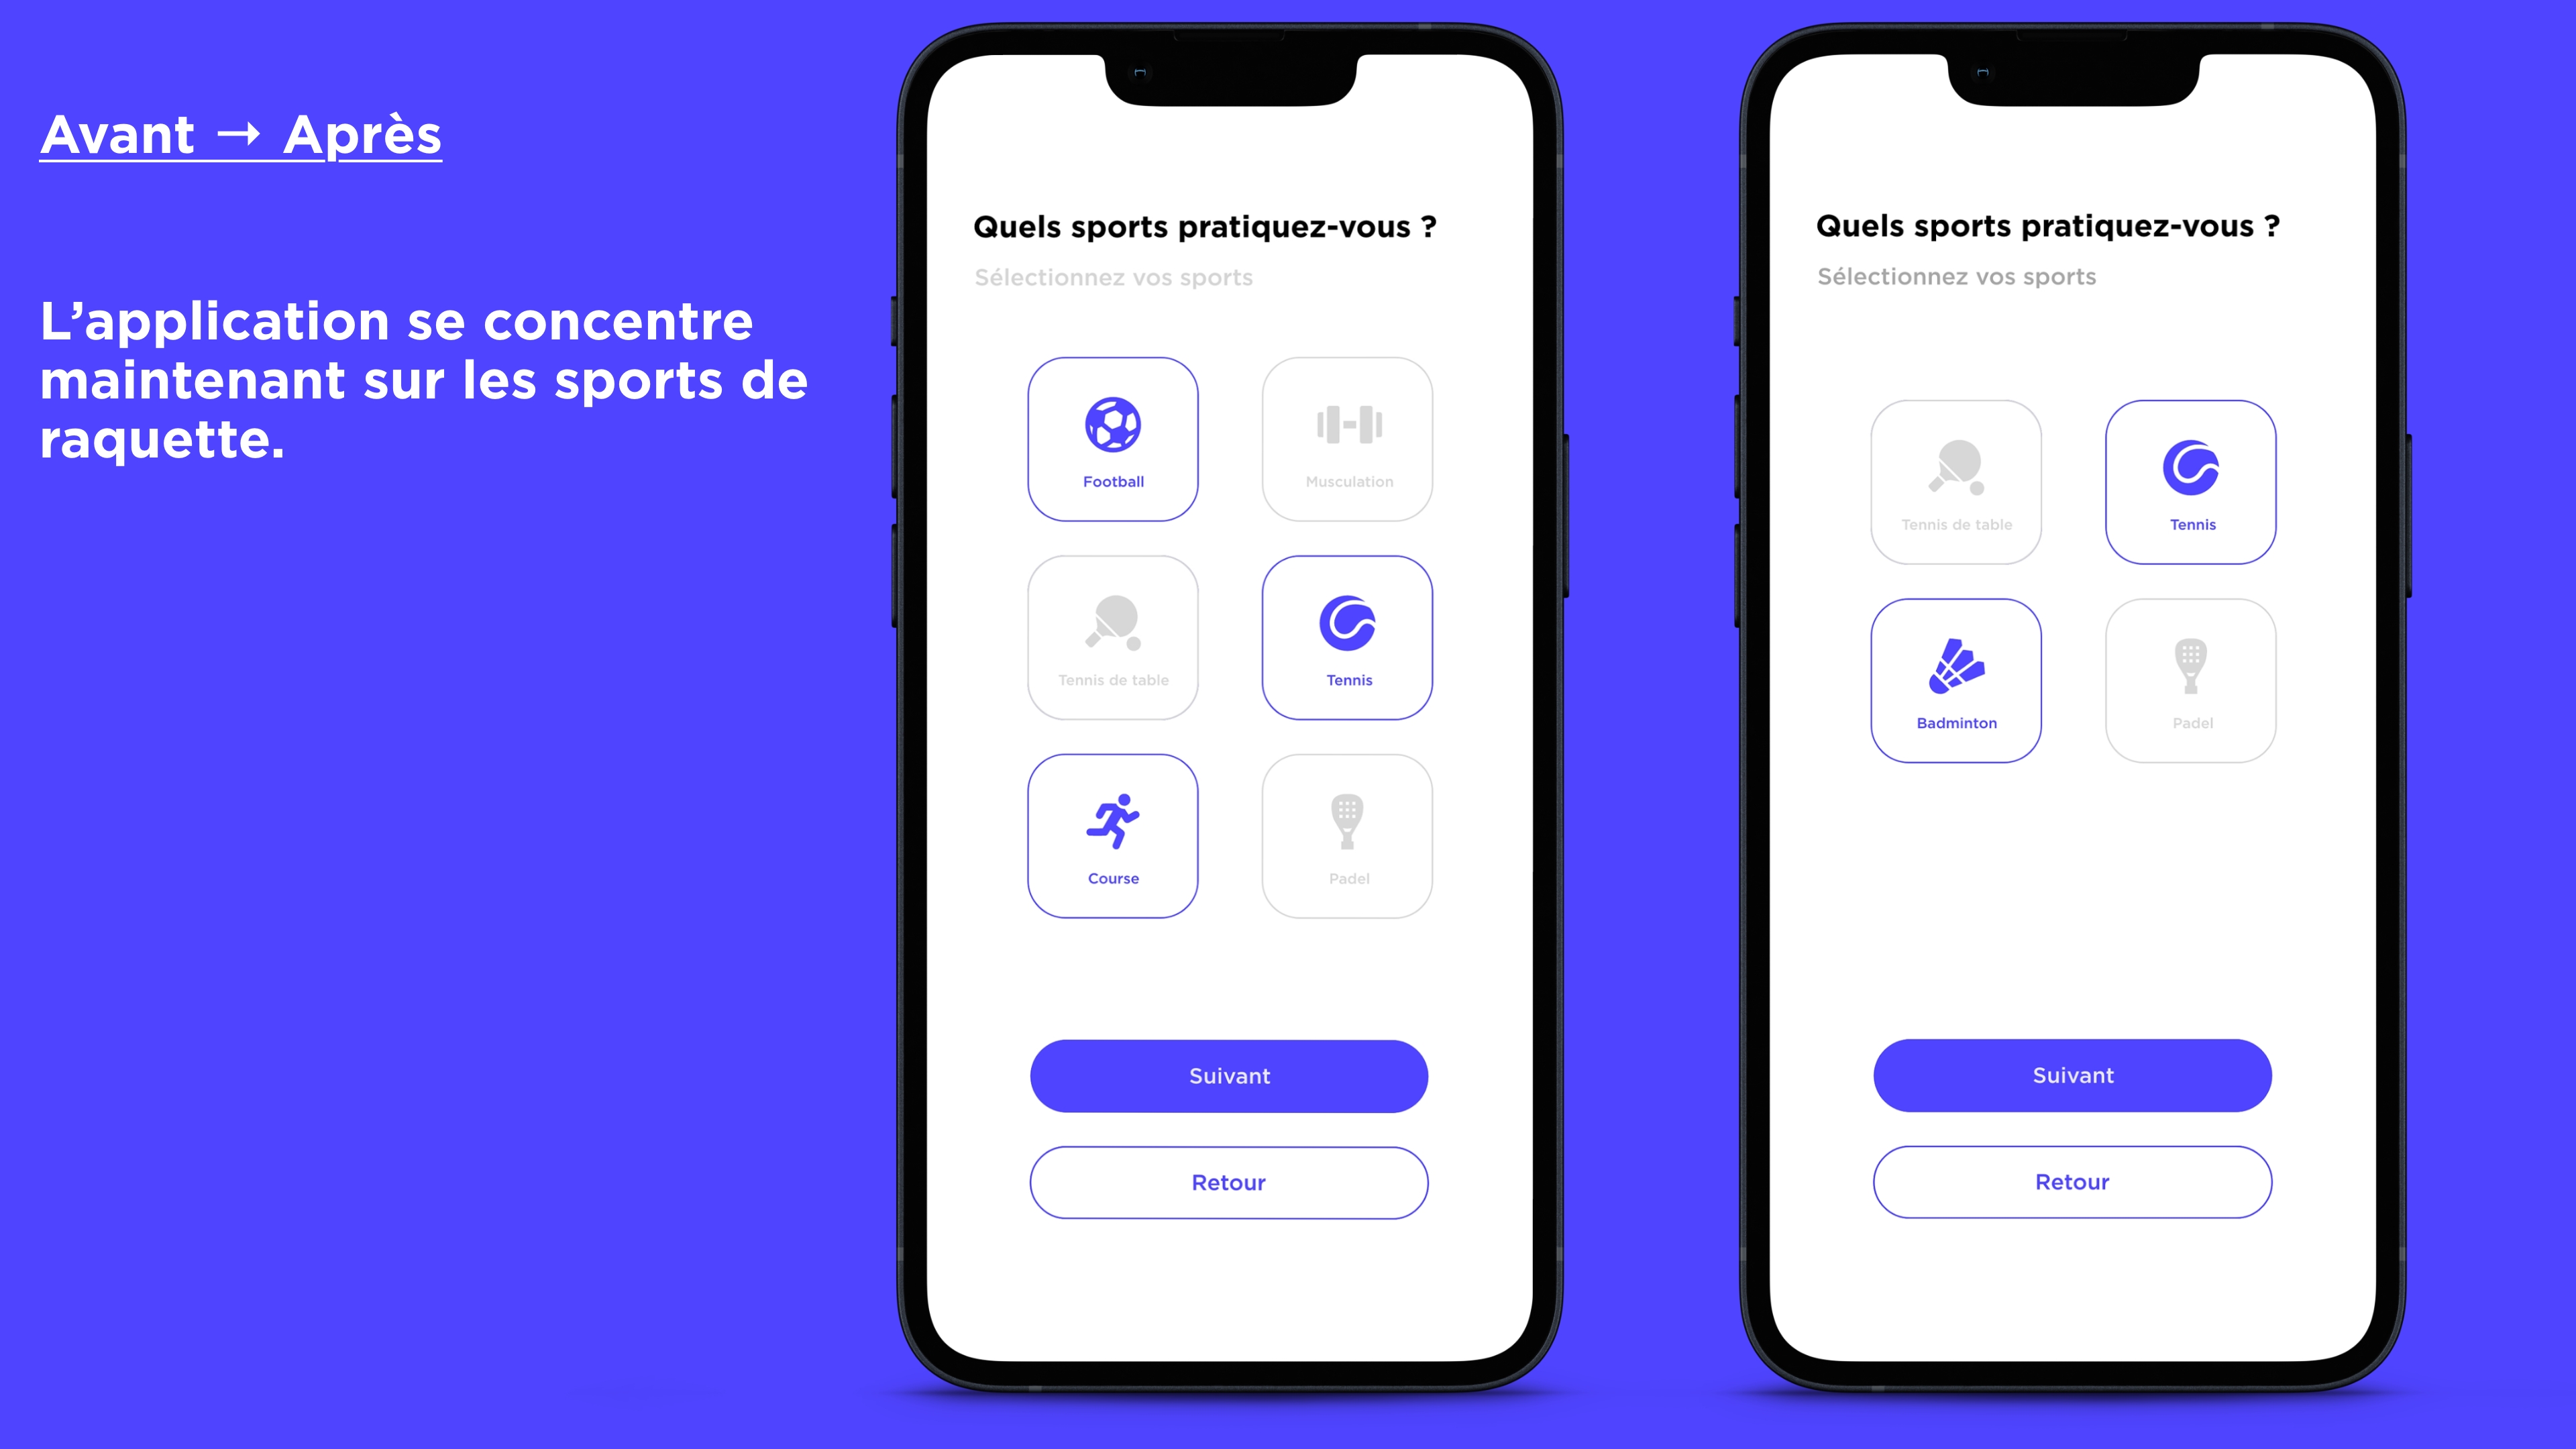 Avant → Après
L’application se concentre
maintenant sur les sports de
raquette.
Quels sports pratiquez-vous ?
Sélectionnez vos sports
Football
Musculation
Tennis de table
Tennis
Course
Padel
Suivant
Retour
Quels sports pratiquez-vous ?
Sélectionnez vos sports
Tennis de table
Tennis
Badminton
Padel
Suivant
Retour